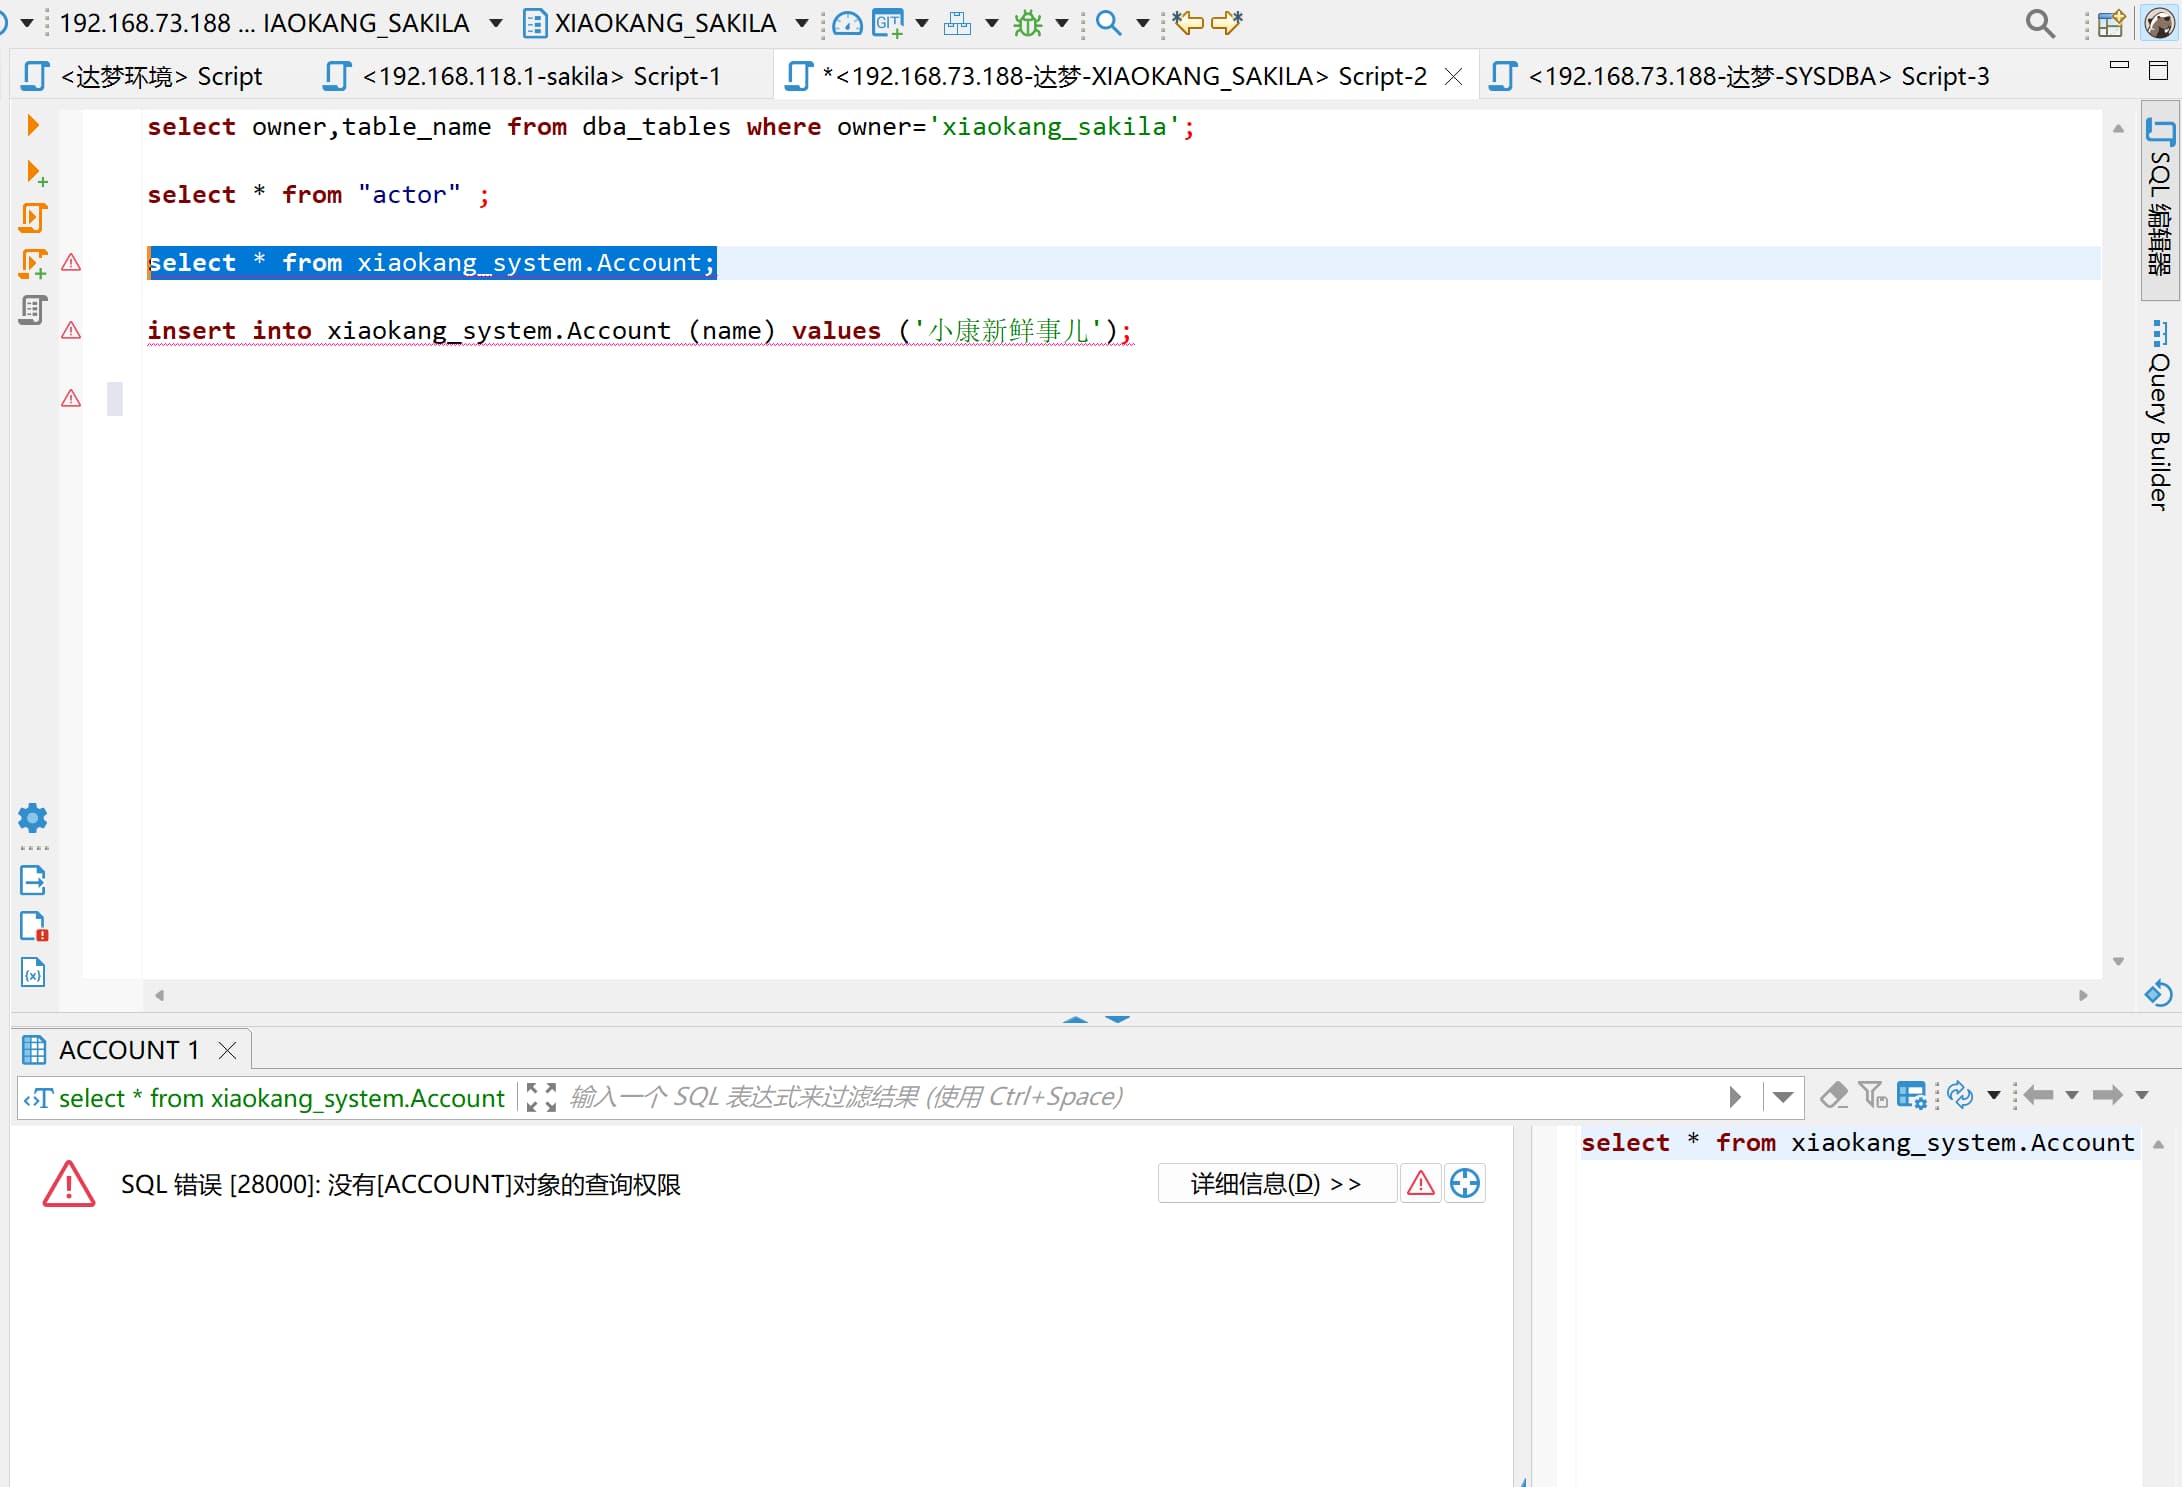 192.168.73.188 ... IAOKANG_SAKILA XIAOKANG_SAKILA GIT
<达梦环境> Script <192.168.118.1-sakila> Script-1 *<192.168.73.188-达梦-XIAOKANG_SAKILA> Script-2 <192.168.73.188-达梦-SYSDBA> Script-3
select owner,table_name from dba_tables where owner='xiaokang_sakila';
select * from "actor" ;
select * from xiaokang_system.Account;
insert into xiaokang_system.Account (name) values ('小康新鲜事儿');
SQL 编辑器
Query Builder
ACCOUNT 1
select * from xiaokang_system.Account 输入一个 SQL 表达式来过滤结果 (使用 Ctrl+Space)
SQL 错误 [28000]: 没有[ACCOUNT]对象的查询权限 详细信息(D) >>
select * from xiaokang_system.Account